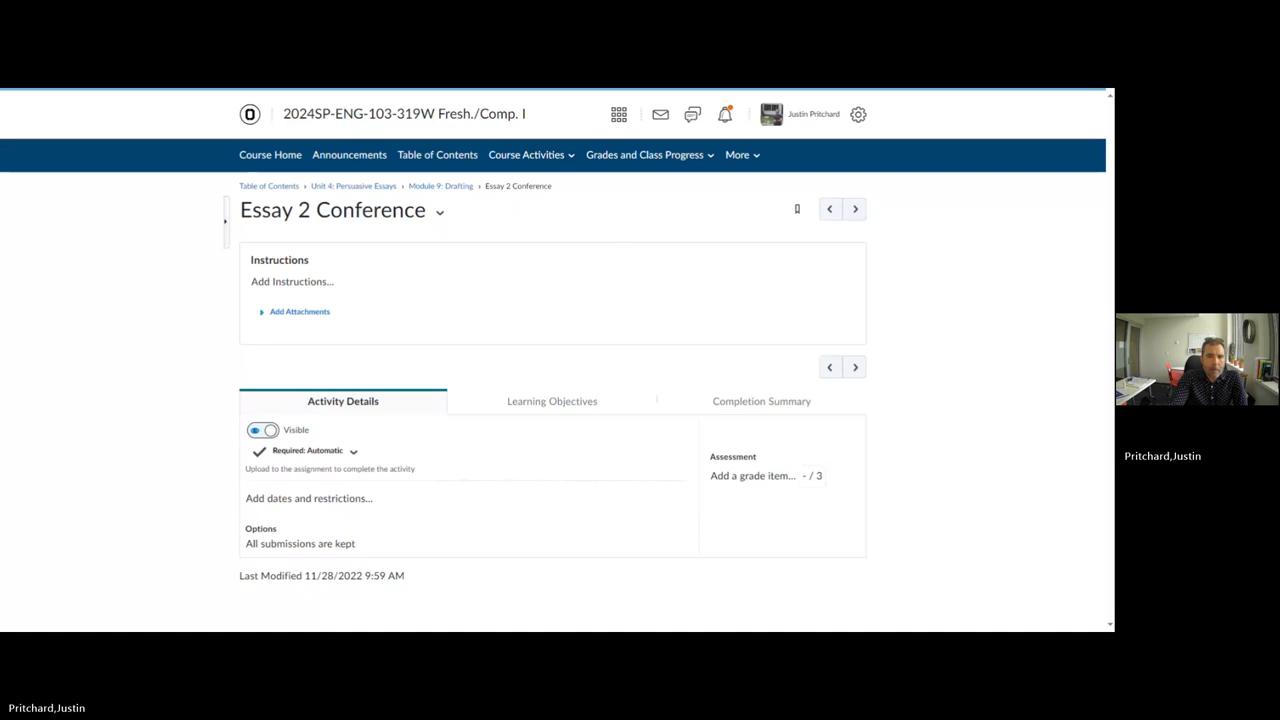 2024SP-ENG-103-319W Fresh./Comp. I
Justin Pritchard
Course Home Announcements Table of Contents Course Activities Grades and Class Progress More
Table of Contents › Unit 4: Persuasive Essays › Module 9: Drafting › Essay 2 Conference
Essay 2 Conference
Instructions
Add Instructions...
Add Attachments
Activity Details Learning Objectives Completion Summary
Visible
Required: Automatic
Upload to the assignment to complete the activity
Assessment
Add a grade item... - / 3
Add dates and restrictions...
Options
All submissions are kept
Last Modified 11/28/2022 9:59 AM
Pritchard,Justin
Pritchard,Justin